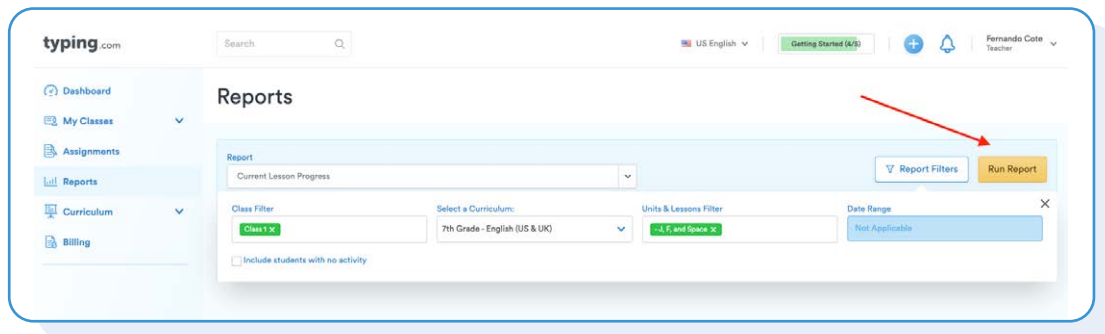 typing.com
Search
US English
Getting Started (4/5)
Fernando Cote
Teacher
Dashboard
My Classes
Assignments
Reports
Curriculum
Billing
Reports
Report
Current Lesson Progress
Report Filters
Run Report
Class Filter
Class 1 x
Select a Curriculum:
7th Grade - English (US & UK)
Units & Lessons Filter
--J, F, and Space x
Date Range
Not Applicable
Include students with no activity